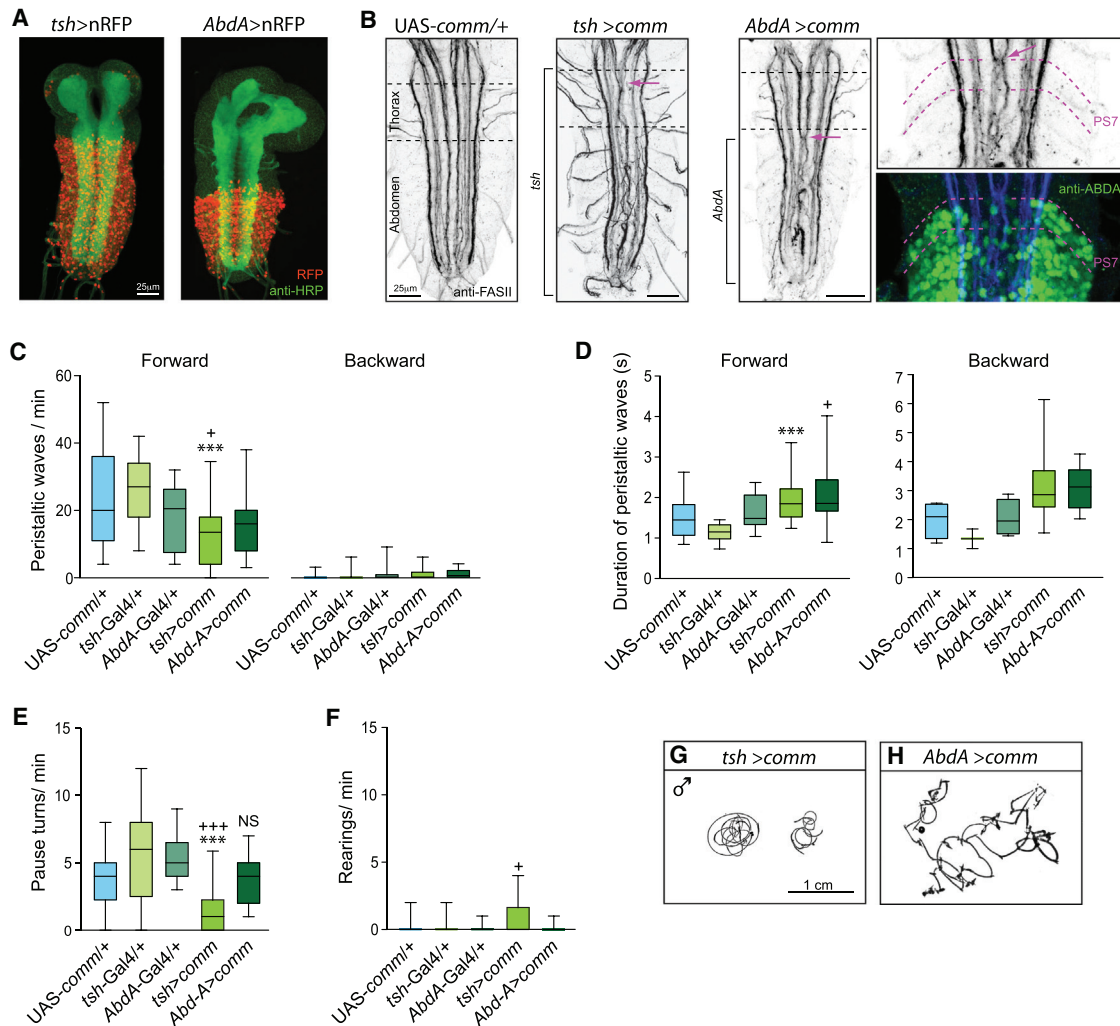 A
tsh>nRFP
AbdA>nRFP
RFP
anti-HRP
25μm
25μm
B
UAS-comm/+
tsh >comm
AbdA >comm
Thorax
Abdomen
25μm
anti-FASII
tsh
AbdA
PS7
anti-ABDA
PS7
C
Forward
Backward
Peristaltic waves / min
60
40
20
0
+
***
UAS-comm/+
tsh-Gal4/+
AbdA-Gal4/+
tsh>comm
Abd-A>comm
UAS-comm/+
tsh-Gal4/+
AbdA-Gal4/+
tsh>comm
Abd-A>comm
D
Forward
Backward
Duration of peristaltic waves (s)
5
4
3
2
1
0
***
+
7
6
5
4
3
2
1
0
UAS-comm/+
tsh-Gal4/+
AbdA-Gal4/+
tsh>comm
Abd-A>comm
UAS-comm/+
tsh-Gal4/+
AbdA-Gal4/+
tsh>comm
Abd-A>comm
E
Pause turns/ min
15
10
5
0
+++
***
NS
UAS-comm/+
tsh-Gal4/+
AbdA-Gal4/+
tsh>comm
Abd-A>comm
F
Rearings/ min
15
10
5
0
+
UAS-comm/+
tsh-Gal4/+
AbdA-Gal4/+
tsh>comm
Abd-A>comm
G
tsh >comm
♂
1 cm
H
AbdA >comm